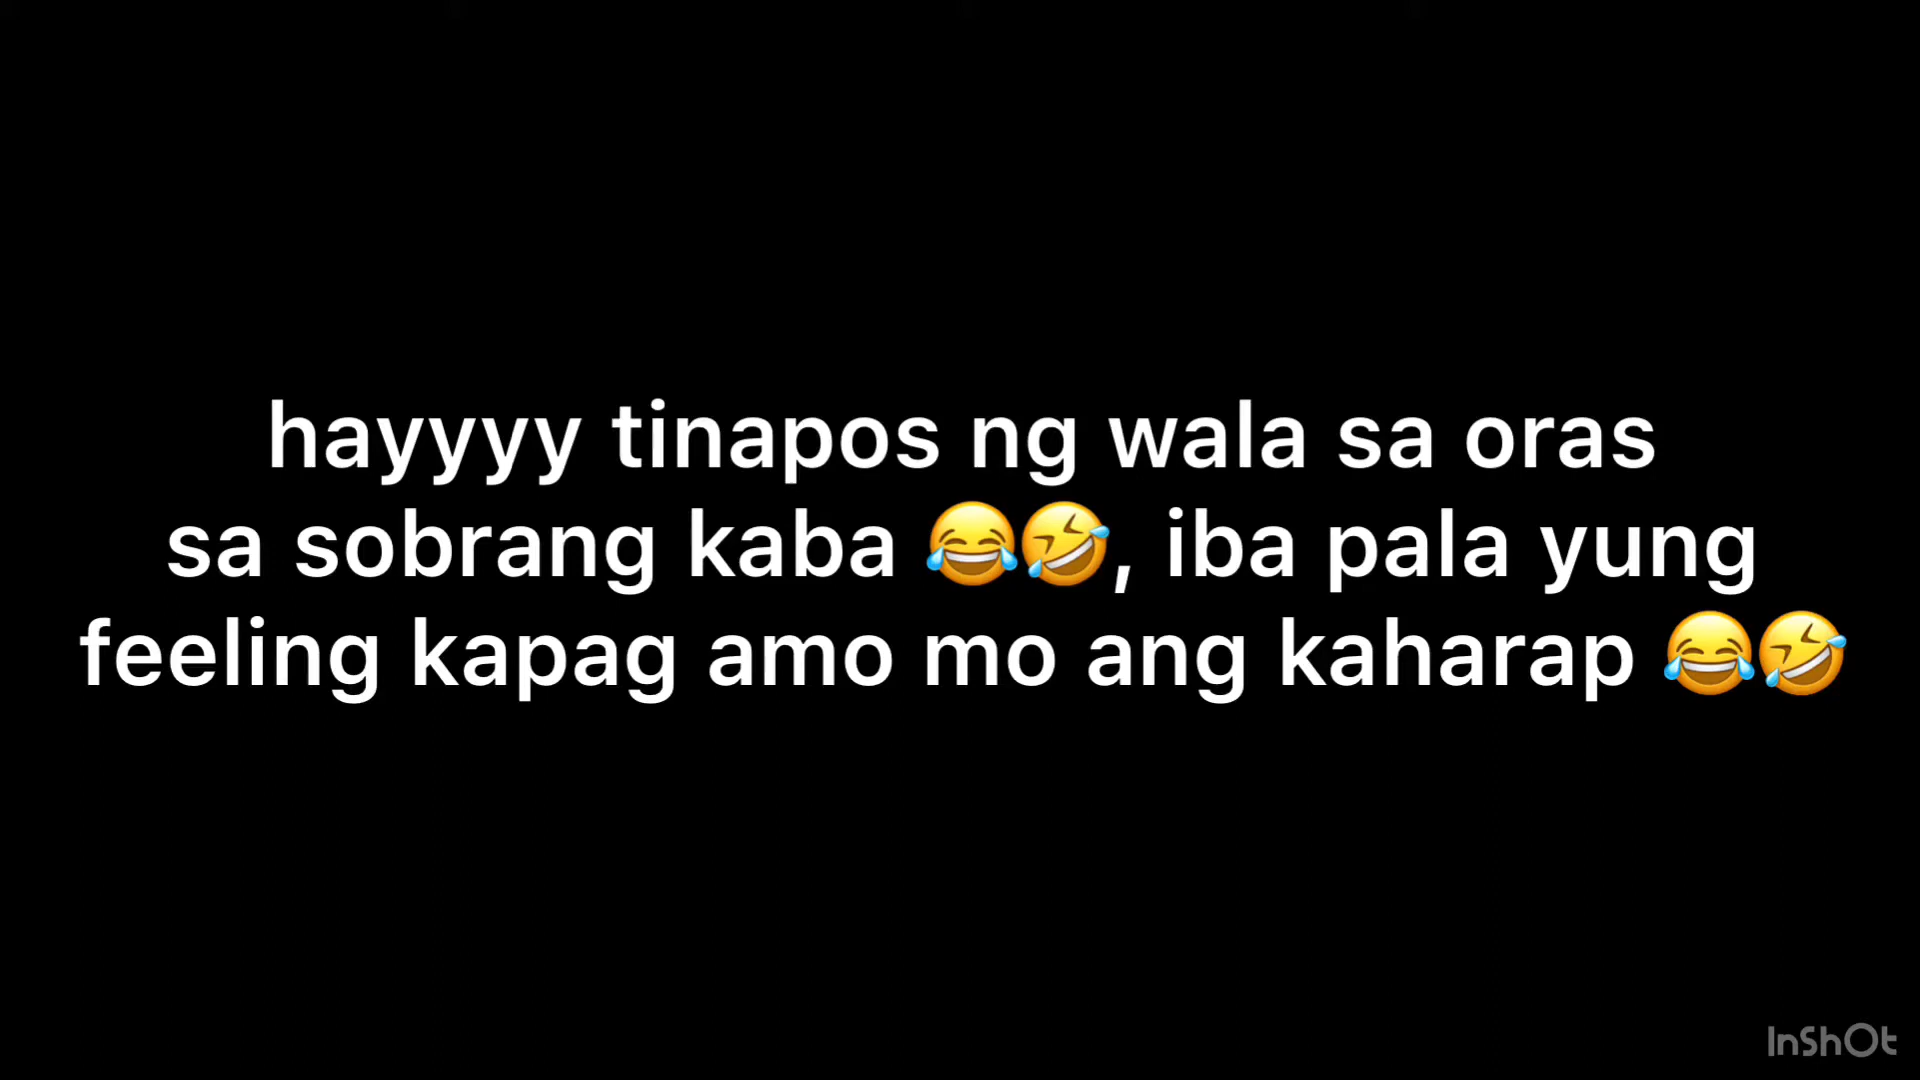 hayyyy tinapos ng wala sa oras
sa sobrang kaba 😂🤣, iba pala yung
feeling kapag amo mo ang kaharap 😂🤣
InShOt